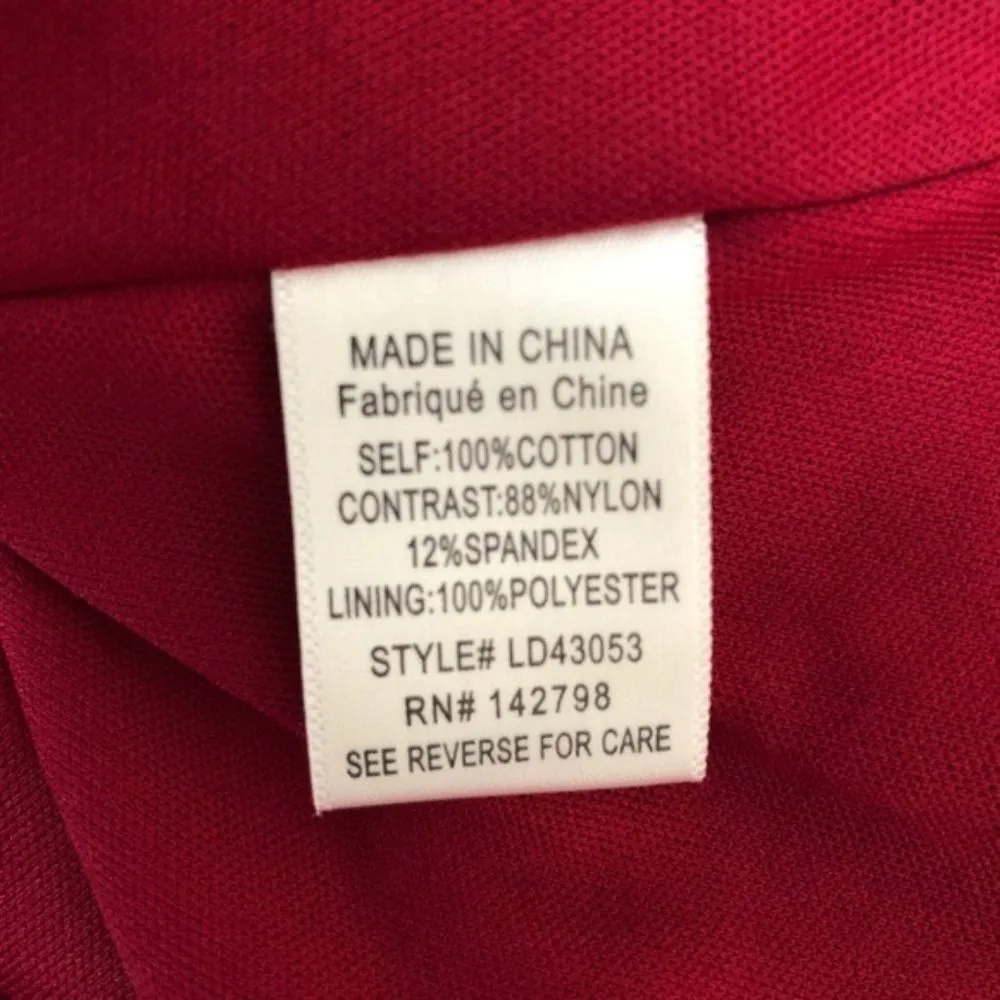 MADE IN CHINA
Fabriqué en Chine
SELF:100%COTTON
CONTRAST:88%NYLON
12%SPANDEX
LINING:100%POLYESTER
STYLE# LD43053
RN# 142798
SEE REVERSE FOR CARE